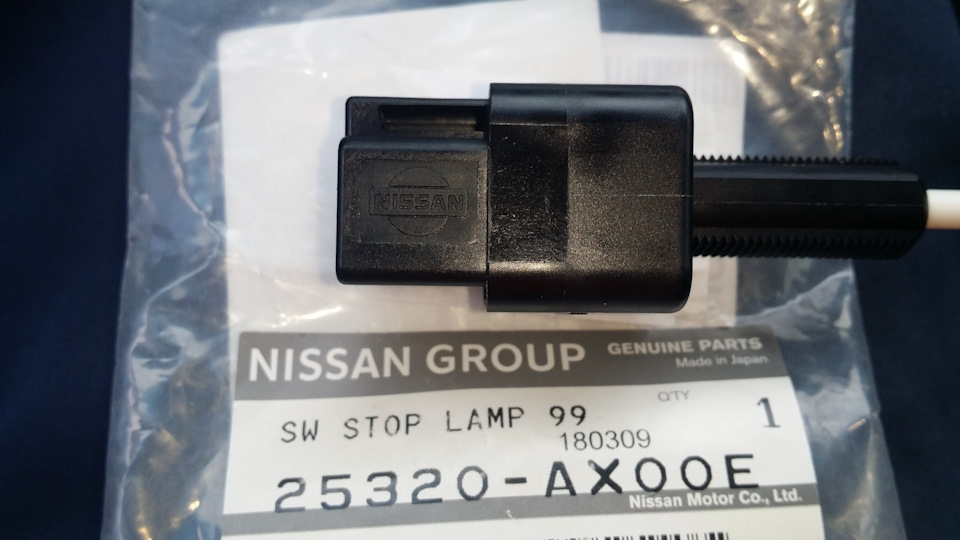 NISSAN
NISSAN GROUP
GENUINE PARTS
Made in Japan
SW STOP LAMP 99
QTY
1
180309
25320-AX00E
Nissan Motor Co., Ltd.